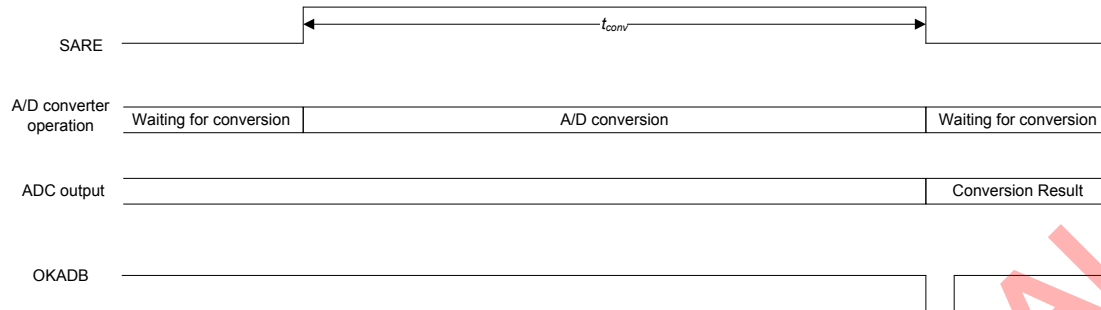 SARE
t_conv
A/D converter
operation
Waiting for conversion
A/D conversion
Waiting for conversion
ADC output
Conversion Result
OKADB